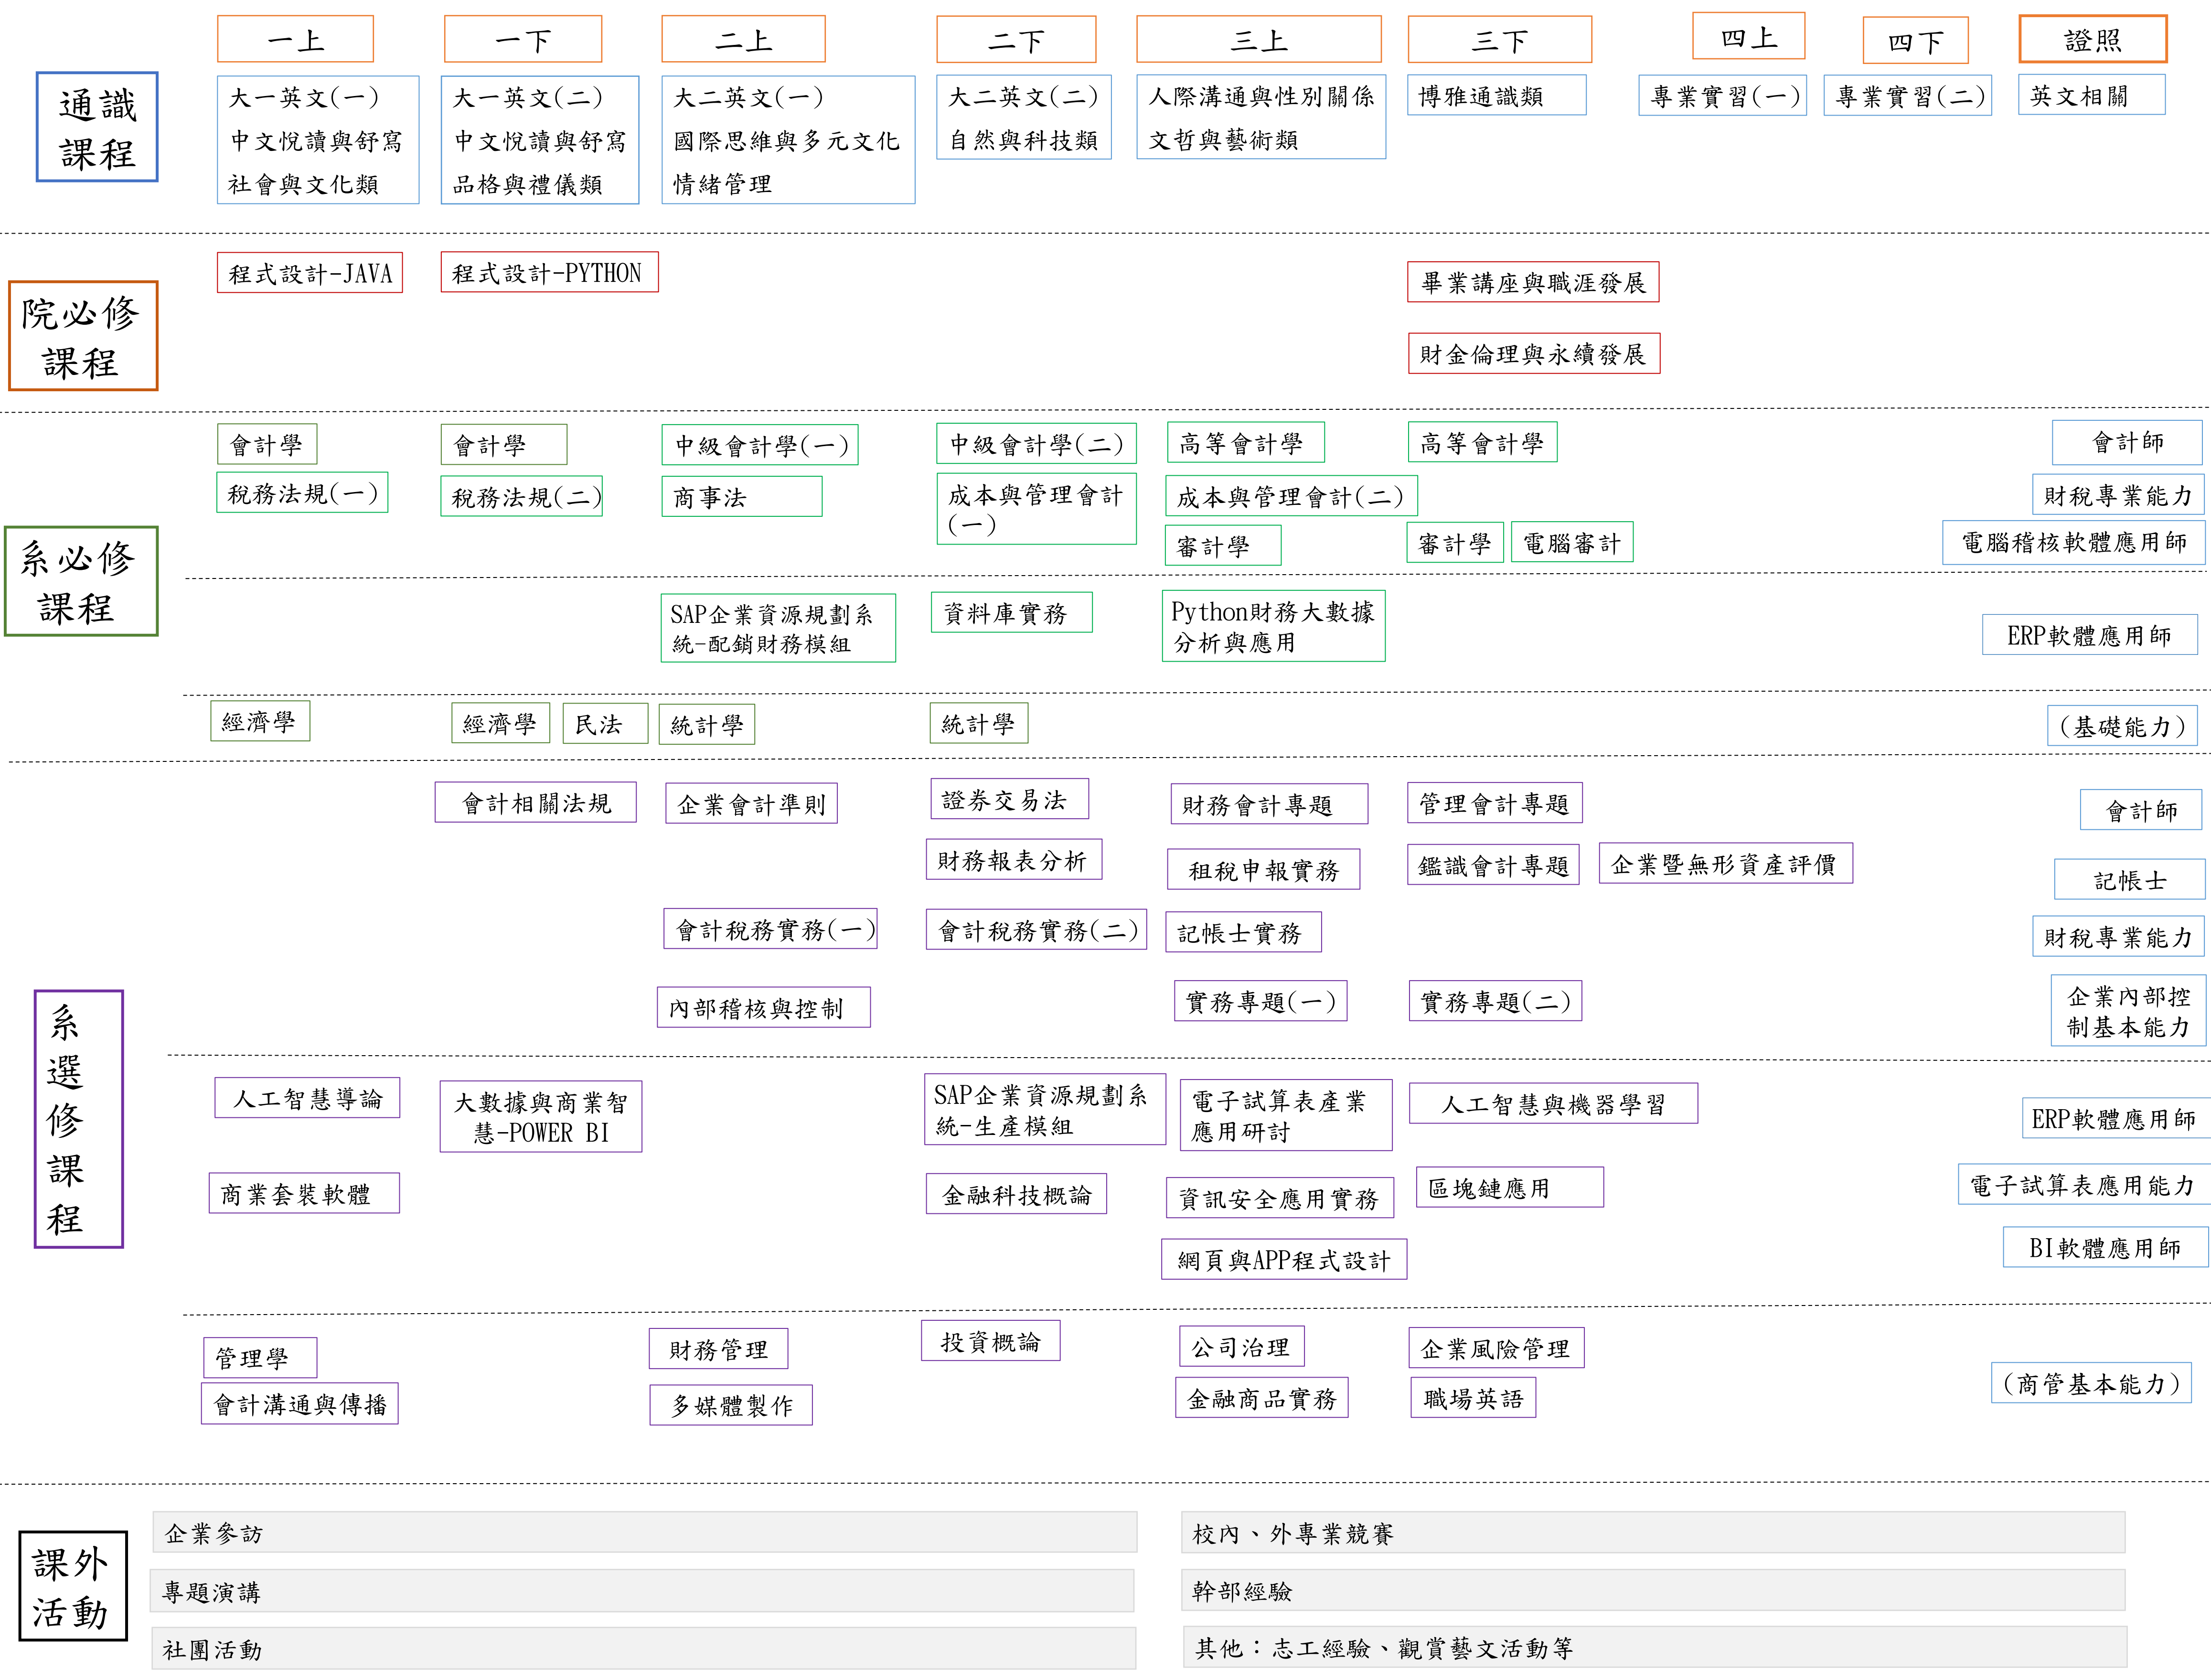 一上
一下
二上
二下
三上
三下
四上
四下
證照
通識
課程
大一英文(一)
中文悅讀與舒寫
社會與文化類
大一英文(二)
中文悅讀與舒寫
品格與禮儀類
大二英文(一)
國際思維與多元文化
情緒管理
大二英文(二)
自然與科技類
人際溝通與性別關係
文哲與藝術類
博雅通識類
專業實習(一)
專業實習(二)
英文相關
院必修
課程
程式設計-JAVA
程式設計-PYTHON
畢業講座與職涯發展
財金倫理與永續發展
系必修
課程
會計學
稅務法規(一)
會計學
稅務法規(二)
中級會計學(一)
商事法
中級會計學(二)
成本與管理會計
(一)
高等會計學
成本與管理會計(二)
審計學
高等會計學
審計學
電腦審計
會計師
財稅專業能力
電腦稽核軟體應用師
SAP企業資源規劃系
統-配銷財務模組
資料庫實務
Python財務大數據
分析與應用
ERP軟體應用師
經濟學
經濟學
民法
統計學
統計學
(基礎能力)
系
選
修
課
程
會計相關法規
企業會計準則
證券交易法
財務會計專題
管理會計專題
會計師
財務報表分析
租稅申報實務
鑑識會計專題
企業暨無形資產評價
記帳士
會計稅務實務(一)
會計稅務實務(二)
記帳士實務
財稅專業能力
內部稽核與控制
實務專題(一)
實務專題(二)
企業內部控
制基本能力
人工智慧導論
大數據與商業智
慧-POWER BI
SAP企業資源規劃系
統-生產模組
電子試算表產業
應用研討
人工智慧與機器學習
ERP軟體應用師
商業套裝軟體
金融科技概論
資訊安全應用實務
區塊鏈應用
電子試算表應用能力
網頁與APP程式設計
BI軟體應用師
管理學
財務管理
投資概論
公司治理
企業風險管理
會計溝通與傳播
多媒體製作
金融商品實務
職場英語
(商管基本能力)
課外
活動
企業參訪
校內、外專業競賽
專題演講
幹部經驗
社團活動
其他：志工經驗、觀賞藝文活動等